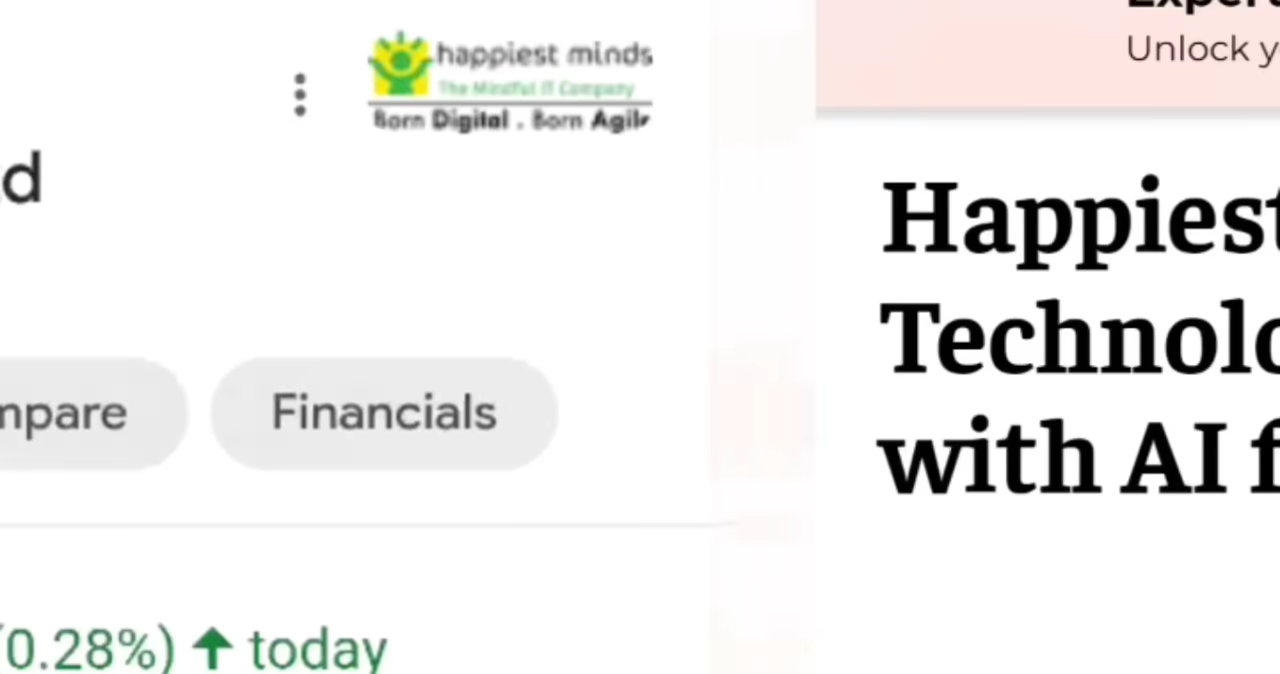 happiest minds
The Mindful IT Company
Born Digital . Born Agile
d
mpare
Financials
(0.28%) ↑ today
Unlock y
Happiest
Technolo
with AI f